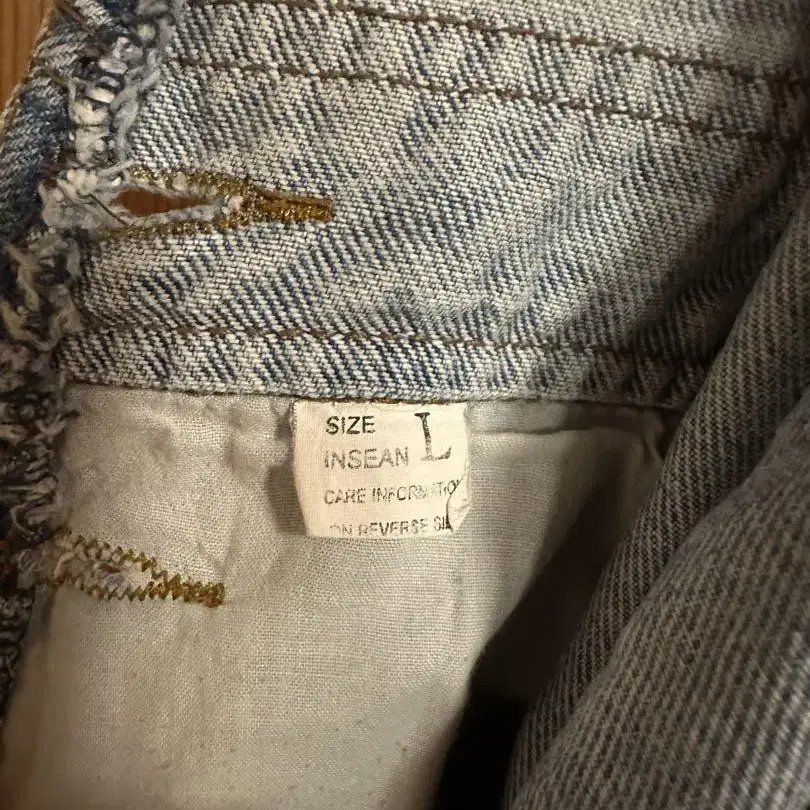 SIZE L
INSEAN
CARE INFORMATIO
ON REVERSE SI